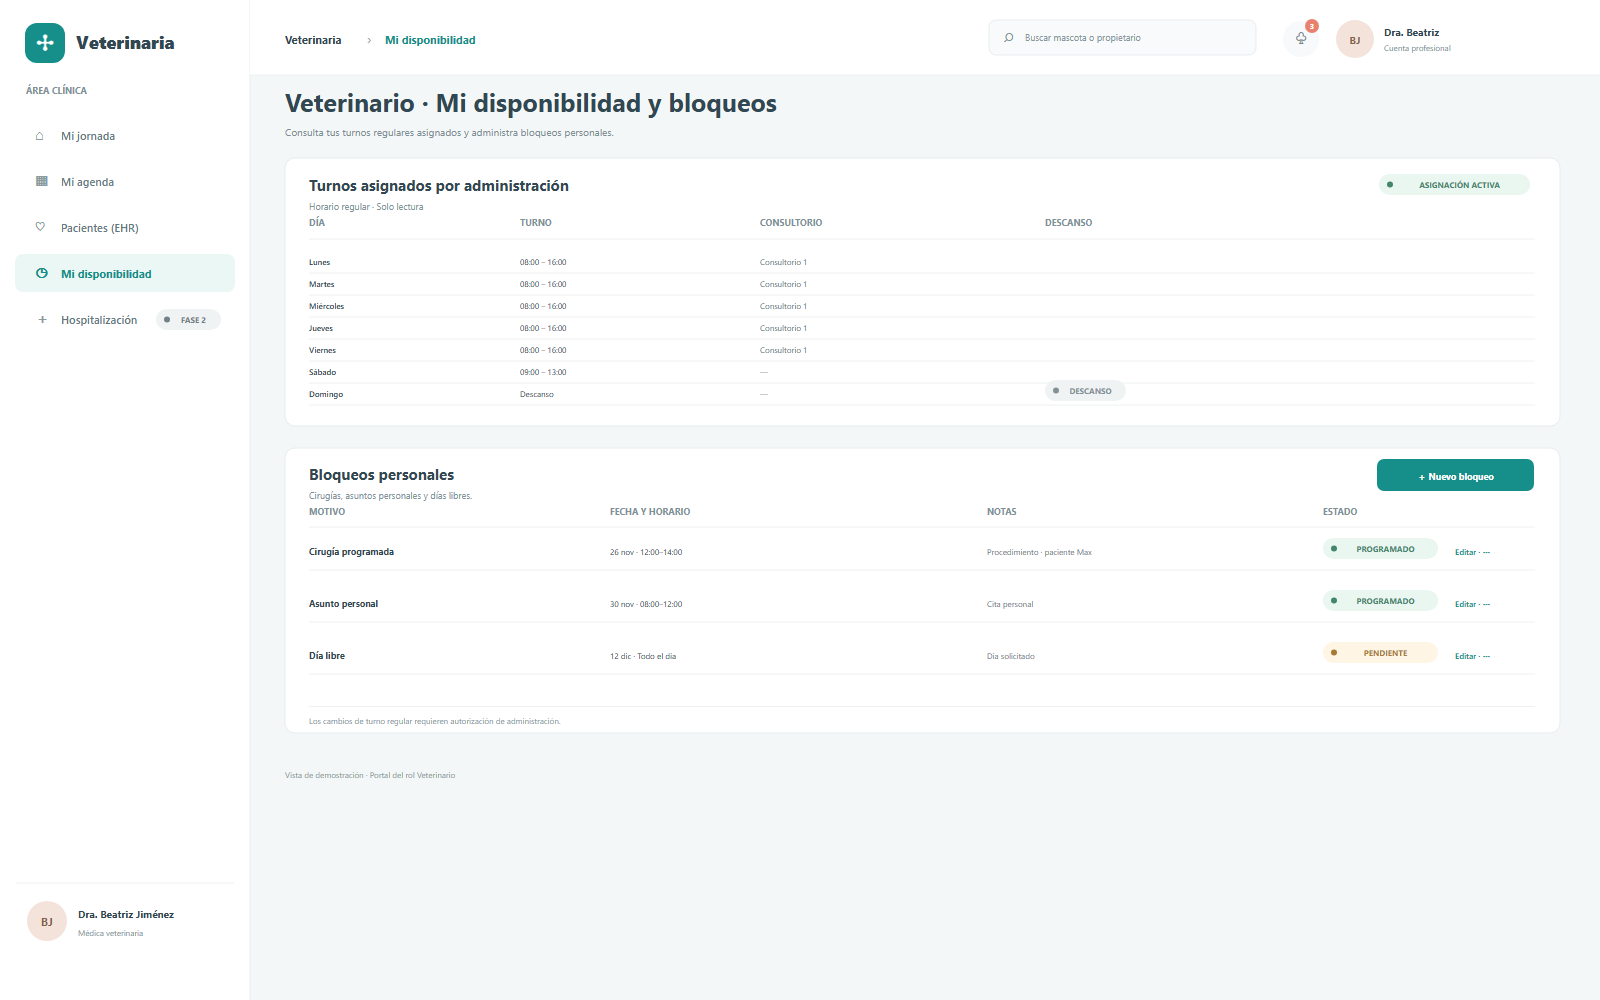 Veterinaria
ÁREA CLÍNICA
Mi jornada
Mi agenda
Pacientes (EHR)
Mi disponibilidad
Hospitalización FASE 2
Dra. Beatriz Jiménez
BJ
Médica veterinaria
Veterinaria › Mi disponibilidad
Buscar mascota o propietario
3
BJ
Dra. Beatriz
Cuenta profesional
Veterinario · Mi disponibilidad y bloqueos
Consulta tus turnos regulares asignados y administra bloqueos personales.
Turnos asignados por administración
ASIGNACIÓN ACTIVA
Horario regular · Solo lectura
DÍA TURNO CONSULTORIO DESCANSO
Lunes 08:00 – 16:00 Consultorio 1
Martes 08:00 – 16:00 Consultorio 1
Miércoles 08:00 – 16:00 Consultorio 1
Jueves 08:00 – 16:00 Consultorio 1
Viernes 08:00 – 16:00 Consultorio 1
Sábado 09:00 – 13:00 —
Domingo Descanso — DESCANSO
Bloqueos personales
+ Nuevo bloqueo
Cirugías, asuntos personales y días libres.
MOTIVO FECHA Y HORARIO NOTAS ESTADO
Cirugía programada 26 nov · 12:00–14:00 Procedimiento · paciente Max PROGRAMADO Editar · ···
Asunto personal 30 nov · 08:00–12:00 Cita personal PROGRAMADO Editar · ···
Día libre 12 dic · Todo el día Día solicitado PENDIENTE Editar · ···
Los cambios de turno regular requieren autorización de administración.
Vista de demostración · Portal del rol Veterinario